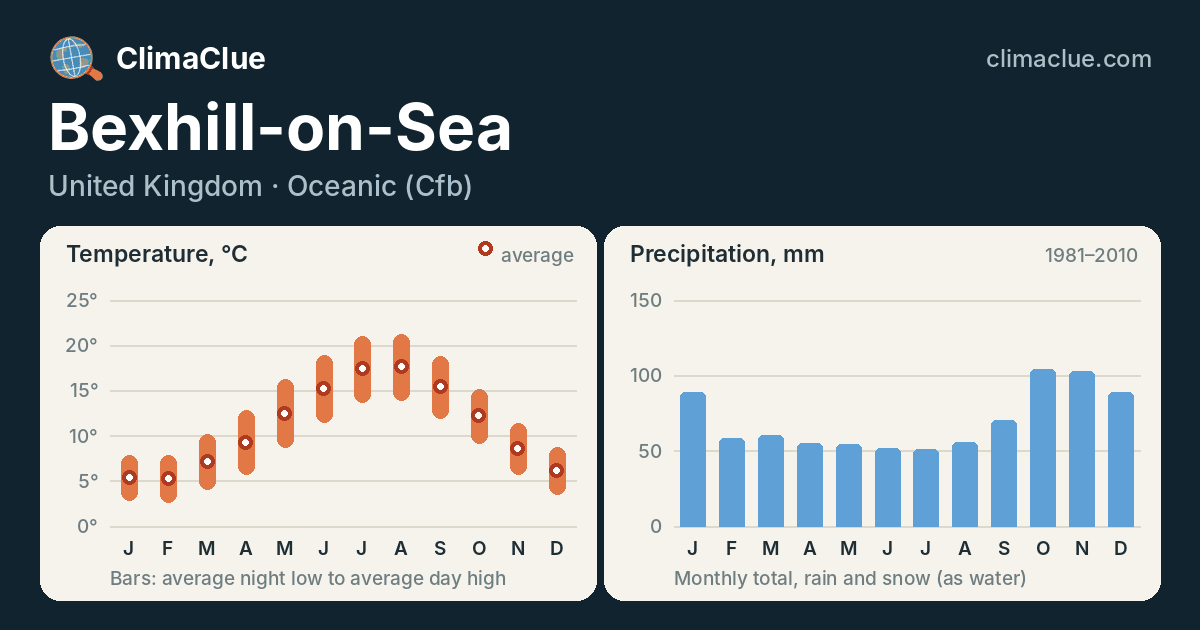 ClimaClue
climaclue.com
Bexhill-on-Sea
United Kingdom · Oceanic (Cfb)
Temperature, °C
average
25°
20°
15°
10°
5°
0°
J F M A M J J A S O N D
Bars: average night low to average day high
Precipitation, mm
1981–2010
150
100
50
0
J F M A M J J A S O N D
Monthly total, rain and snow (as water)